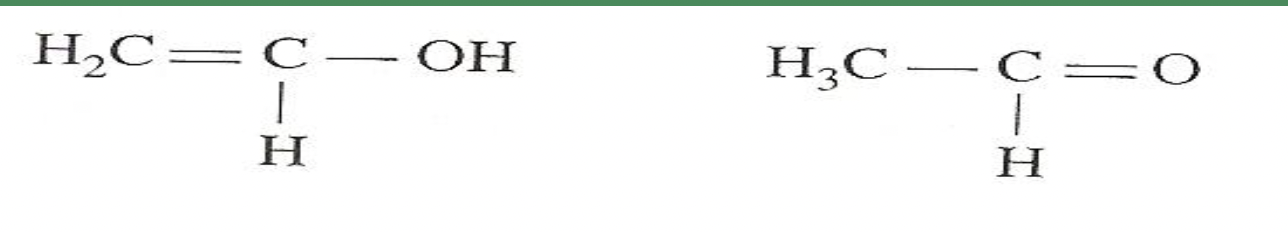 H₂C=C—OH
H
H₃C—C=O
H